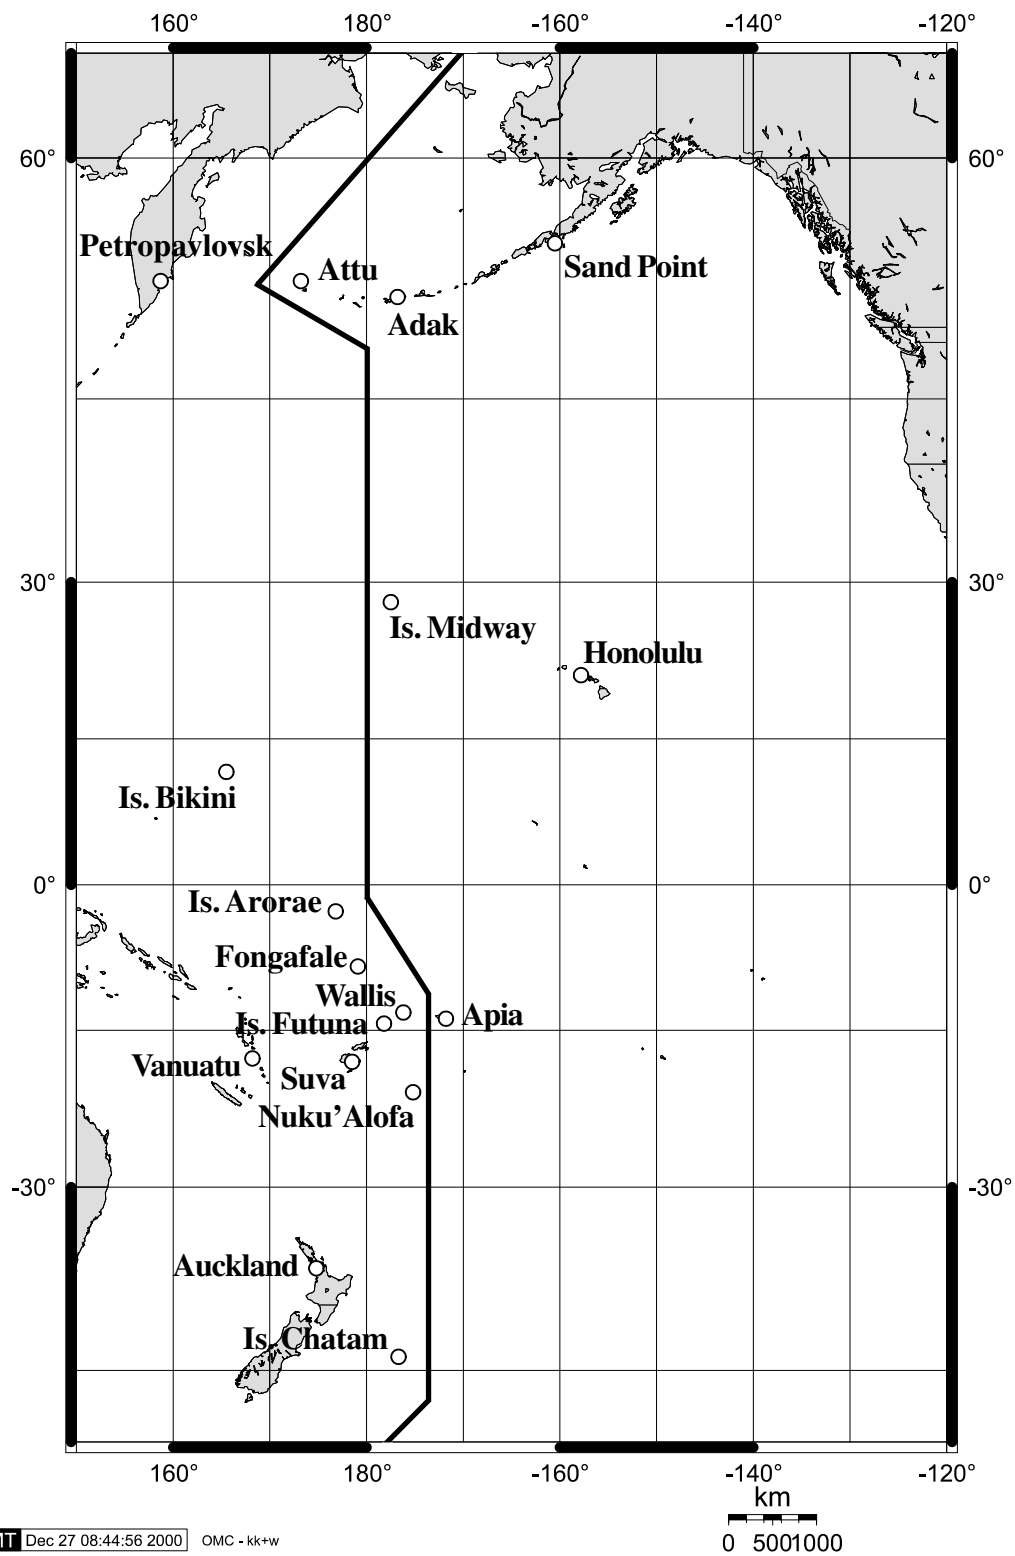 160° 180° -160° -140° -120°
60° 60°
Petropavlovsk
Attu
Sand Point
Adak
30° 30°
Is. Midway
Honolulu
Is. Bikini
0° 0°
Is. Arorae
Fongafale
Wallis
Is. Futuna
Apia
Vanuatu
Suva
Nuku'Alofa
-30° -30°
Auckland
Is. Chatam
160° 180° -160° -140° -120°
km
0 500 1000
Dec 27 08:44:56 2000 OMC - kk+w